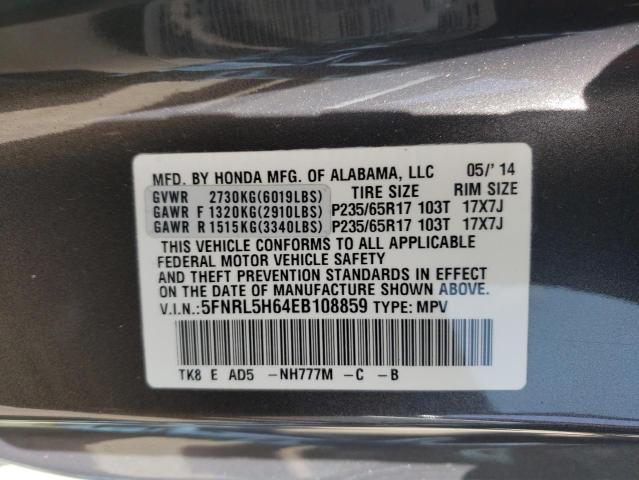 MFD. BY HONDA MFG. OF ALABAMA, LLC 05/' 14
GVWR 2730KG(6019LBS) TIRE SIZE RIM SIZE
GAWR F 1320KG(2910LBS) P235/65R17 103T 17X7J
GAWR R 1515KG(3340LBS) P235/65R17 103T 17X7J
THIS VEHICLE CONFORMS TO ALL APPLICABLE
FEDERAL MOTOR VEHICLE SAFETY
AND THEFT PREVENTION STANDARDS IN EFFECT
ON THE DATE OF MANUFACTURE SHOWN ABOVE.
V.I.N.: 5FNRL5H64EB108859 TYPE: MPV
TK8 E AD5 -NH777M -C -B